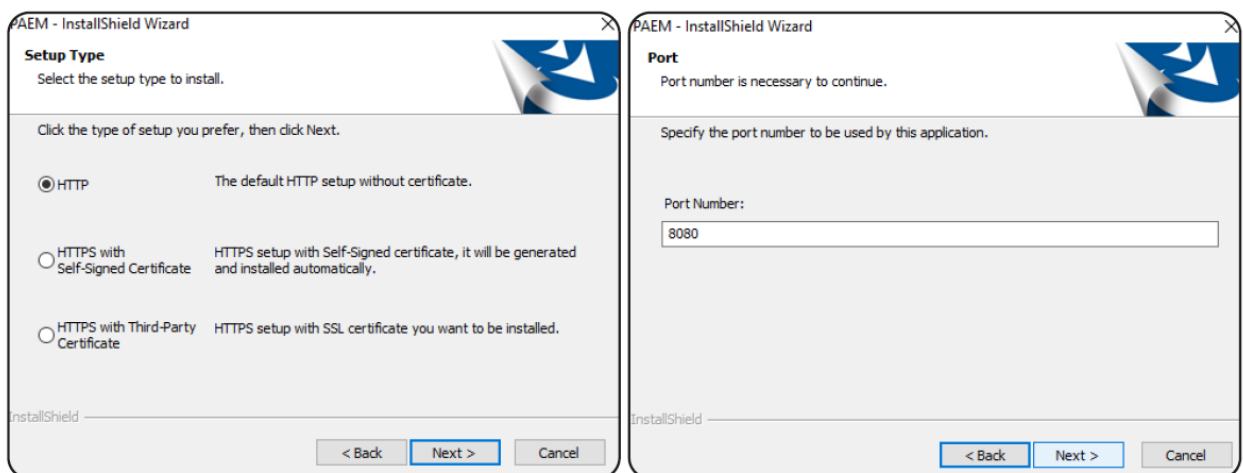 PAEM - InstallShield Wizard
Setup Type
Select the setup type to install.
Click the type of setup you prefer, then click Next.
HTTP
The default HTTP setup without certificate.
HTTPS with
Self-Signed Certificate
HTTPS setup with Self-Signed certificate, it will be generated
and installed automatically.
HTTPS with Third-Party
Certificate
HTTPS setup with SSL certificate you want to be installed.
InstallShield
< Back
Next >
Cancel
PAEM - InstallShield Wizard
Port
Port number is necessary to continue.
Specify the port number to be used by this application.
Port Number:
8080
InstallShield
< Back
Next >
Cancel